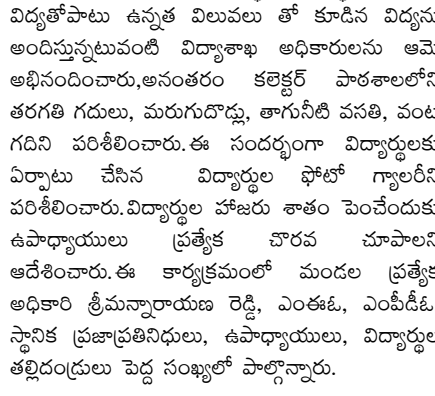 విద్యతోపాటు ఉన్నత విలువలు తో కూడిన విద్యను
అందిస్తున్నటువంటి విద్యాశాఖ అధికారులను ఆమె
అభినందించారు,అనంతరం కలెక్టర్ పాఠశాలలోని
తరగతి గదులు, మరుగుదొడ్లు, తాగునీటి వసతి, వంట
గదిని పరిశీలించారు.ఈ సందర్భంగా విద్యార్థులకు
ఏర్పాటు చేసిన విద్యార్థుల ఫోటో గ్యాలరీని
పరిశీలించారు.విద్యార్థుల హాజరు శాతం పెంచేందుకు
ఉపాధ్యాయులు ప్రత్యేక చొరవ చూపాలని
ఆదేశించారు.ఈ కార్యక్రమంలో మండల ప్రత్యేక
అధికారి శ్రీమన్నారాయణ రెడ్డి, ఎంఈఓ, ఎంపీడీఓ
స్థానిక ప్రజాప్రతినిధులు, ఉపాధ్యాయులు, విద్యార్థుల
తల్లిదండ్రులు పెద్ద సంఖ్యలో పాల్గొన్నారు.